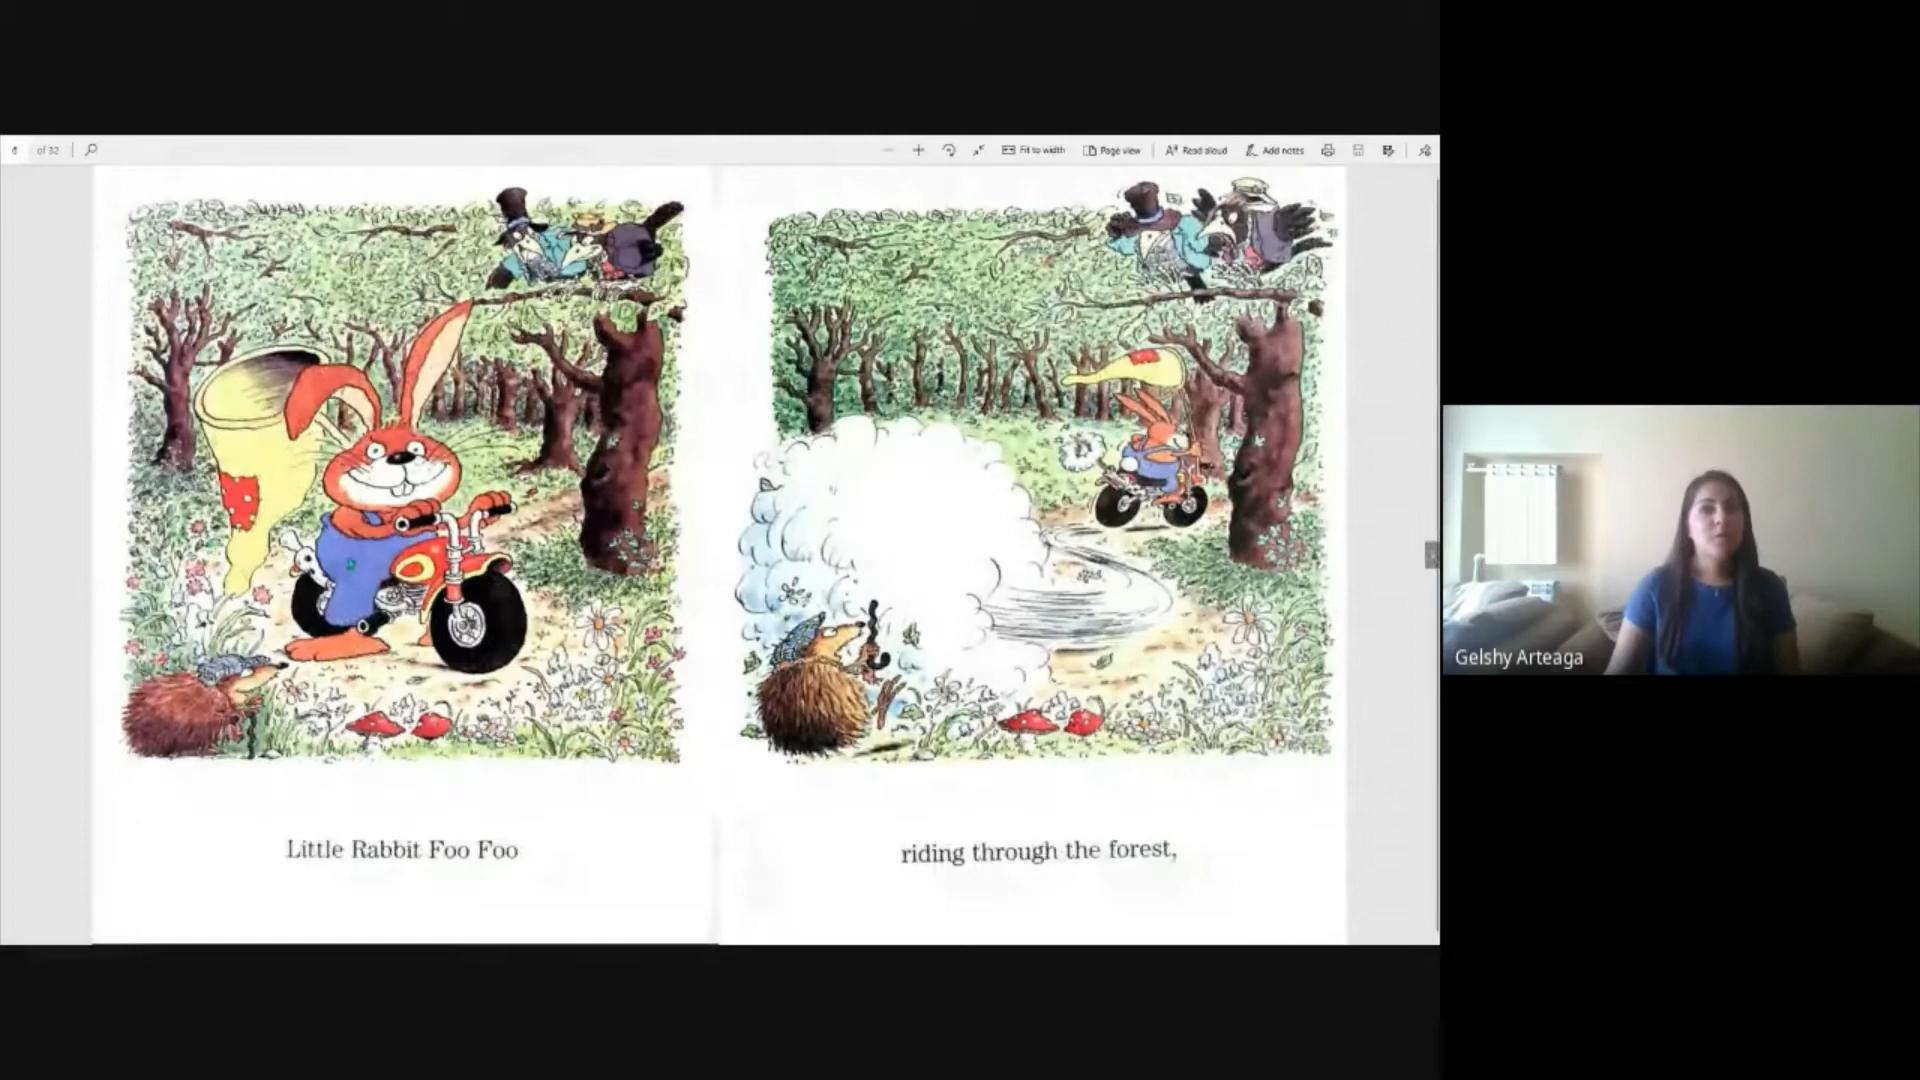 4 of 32 Fit to width Page view Read aloud Add notes
Little Rabbit Foo Foo
riding through the forest,
Gelshy Arteaga